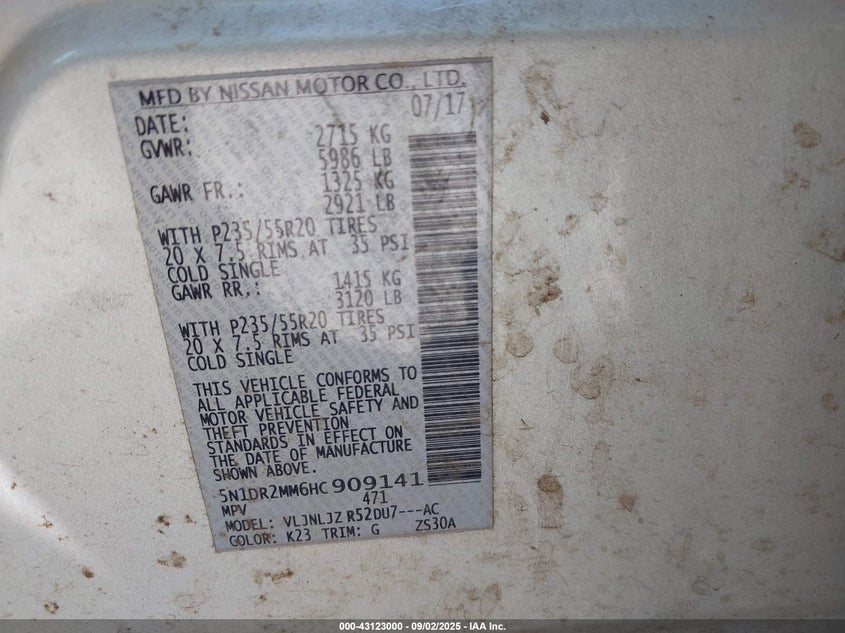 MFD BY NISSAN MOTOR CO., LTD.
DATE: 07/17
GVWR: 2715 KG
5986 LB
GAWR FR.: 1325 KG
2921 LB
WITH P235/55R20 TIRES
20 X 7.5 RIMS AT 35 PSI
COLD SINGLE
GAWR RR.: 1415 KG
3120 LB
WITH P235/55R20 TIRES
20 X 7.5 RIMS AT 35 PSI
COLD SINGLE
THIS VEHICLE CONFORMS TO
ALL APPLICABLE FEDERAL
MOTOR VEHICLE SAFETY AND
THEFT PREVENTION
STANDARDS IN EFFECT ON
THE DATE OF MANUFACTURE
SHOWN ABOVE.
5N1DR2MM6HC909141
MPV 471
MODEL: VLJNLJZ R52DU7---AC
COLOR: K23 TRIM: G ZS30A
000-43123000 - 09/02/2025 - IAA Inc.